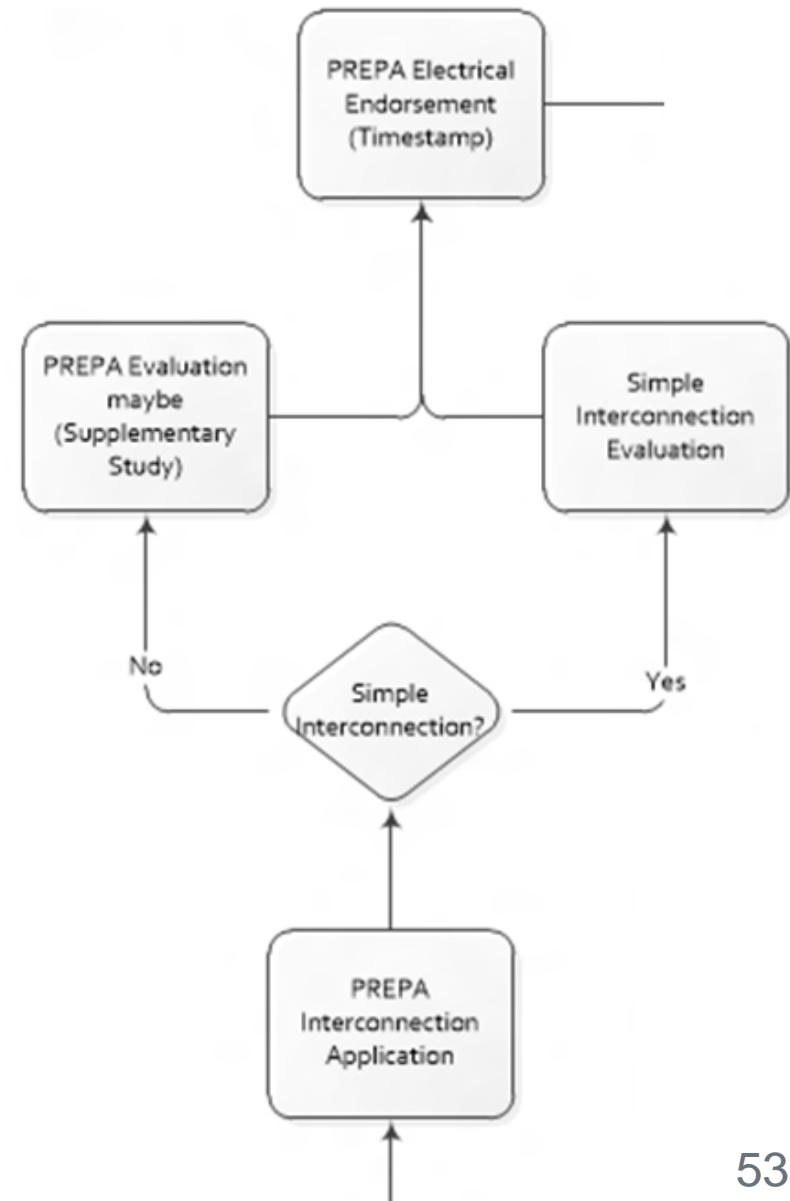 PREPA Electrical
Endorsement
(Timestamp)
PREPA Evaluation
maybe
(Supplementary
Study)
Simple
Interconnection
Evaluation
No
Yes
Simple
Interconnection?
PREPA
Interconnection
Application
53